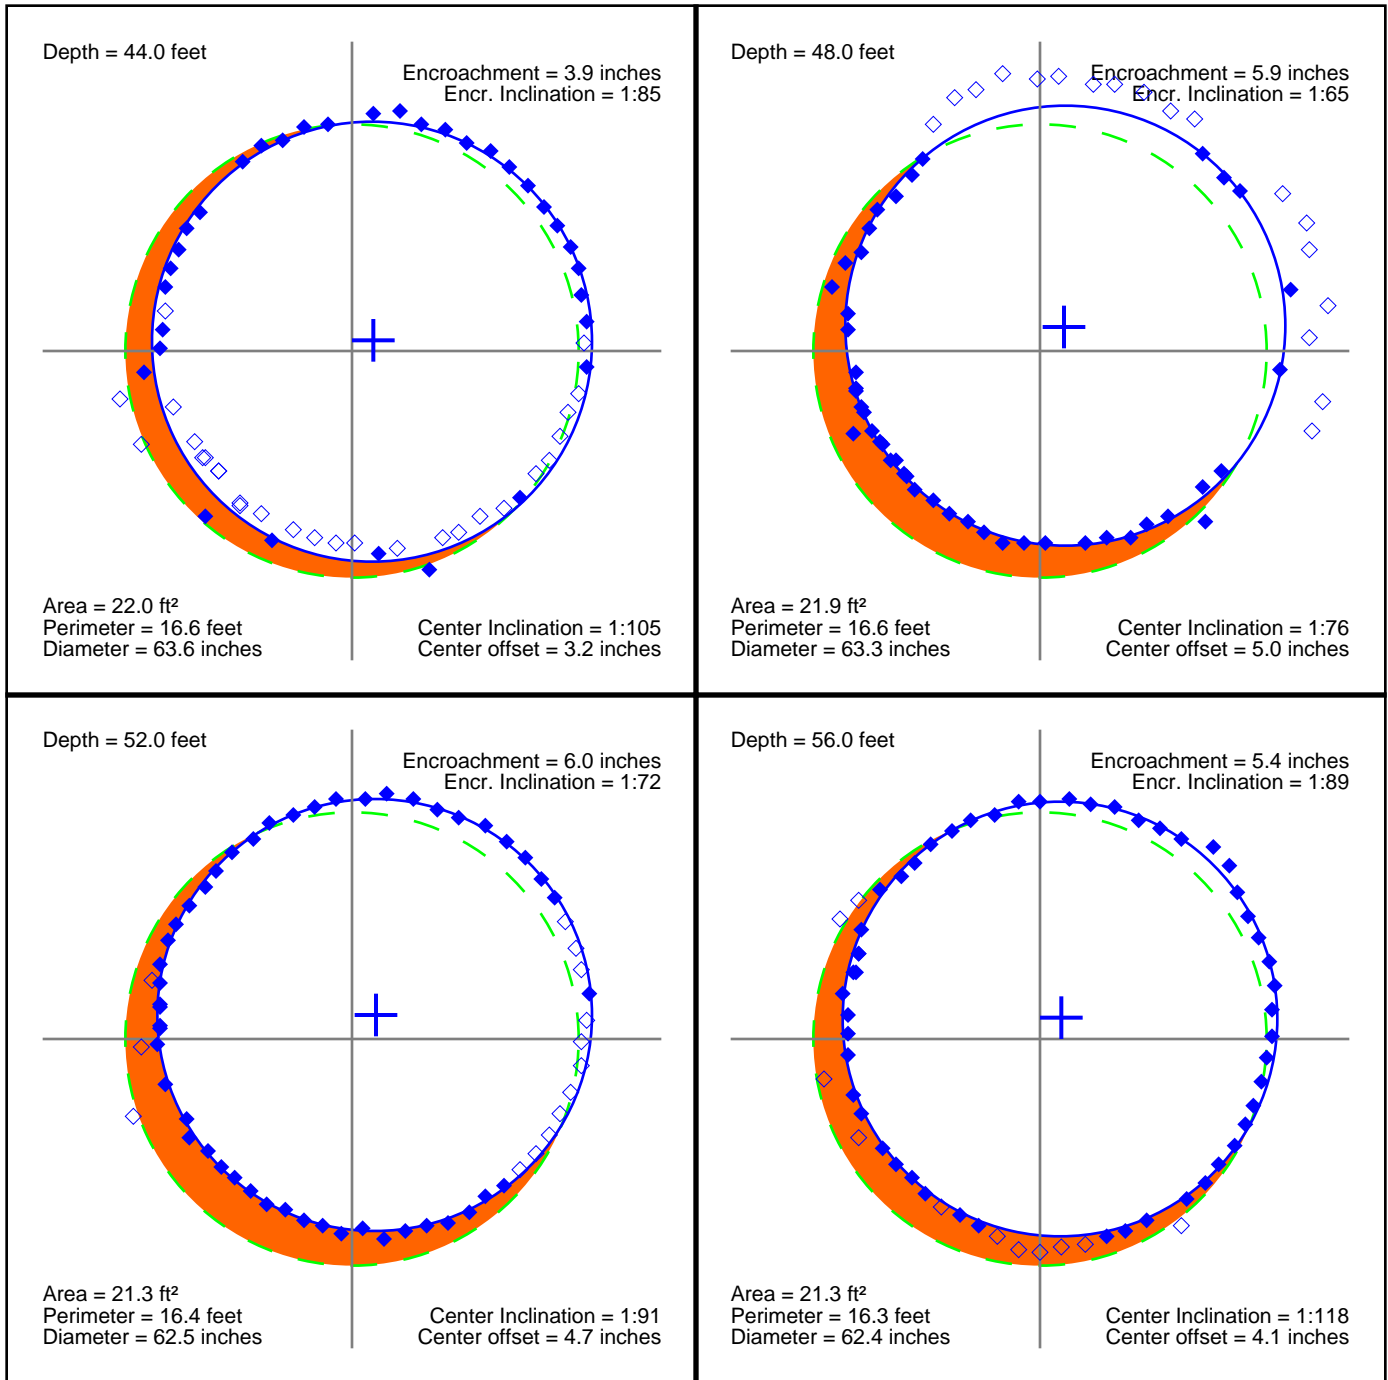 Depth = 44.0 feet
Encroachment = 3.9 inches
Encr. Inclination = 1:85
Area = 22.0 ft²
Perimeter = 16.6 feet
Diameter = 63.6 inches
Center Inclination = 1:105
Center offset = 3.2 inches
Depth = 48.0 feet
Encroachment = 5.9 inches
Encr. Inclination = 1:65
Area = 21.9 ft²
Perimeter = 16.6 feet
Diameter = 63.3 inches
Center Inclination = 1:76
Center offset = 5.0 inches
Depth = 52.0 feet
Encroachment = 6.0 inches
Encr. Inclination = 1:72
Area = 21.3 ft²
Perimeter = 16.4 feet
Diameter = 62.5 inches
Center Inclination = 1:91
Center offset = 4.7 inches
Depth = 56.0 feet
Encroachment = 5.4 inches
Encr. Inclination = 1:89
Area = 21.3 ft²
Perimeter = 16.3 feet
Diameter = 62.4 inches
Center Inclination = 1:118
Center offset = 4.1 inches